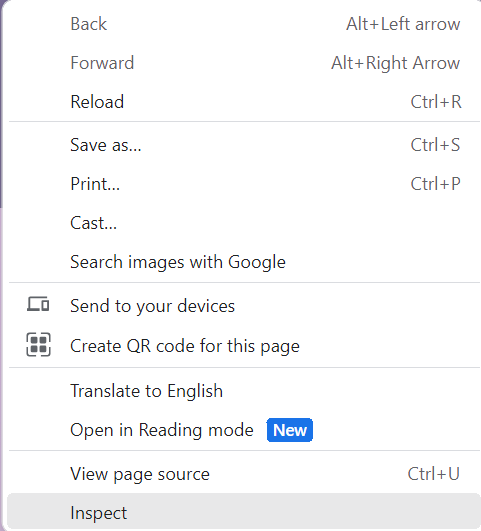 Back Alt+Left arrow
Forward Alt+Right Arrow
Reload Ctrl+R
Save as... Ctrl+S
Print... Ctrl+P
Cast...
Search images with Google
Send to your devices
Create QR code for this page
Translate to English
Open in Reading mode New
View page source Ctrl+U
Inspect